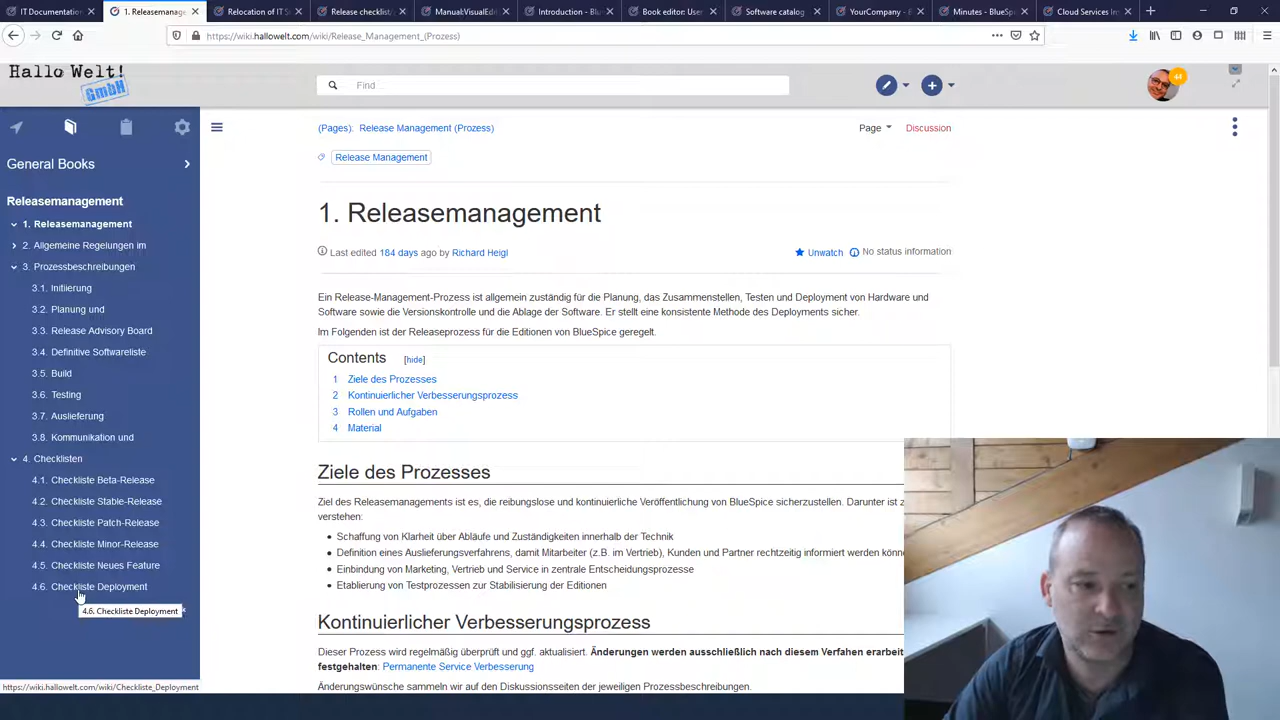 IT Documentation
1. Releasemanage
Relocation of IT S
Release checklist
Manual:VisualEdi
Introduction - Blue
Book editor: User
Software catalog
YourCompany - B
Minutes - BlueSpi
Cloud Services In
https://wiki.hallowelt.com/wiki/Release_Management_(Prozess)
Hallo Welt!
GmbH
Find ...
44
General Books
Releasemanagement
1. Releasemanagement
2. Allgemeine Regelungen im
3. Prozessbeschreibungen
3.1. Initiierung
3.2. Planung und
3.3. Release Advisory Board
3.4. Definitive Softwareliste
3.5. Build
3.6. Testing
3.7. Auslieferung
3.8. Kommunikation und
4. Checklisten
4.1. Checkliste Beta-Release
4.2. Checkliste Stable-Release
4.3. Checkliste Patch-Release
4.4. Checkliste Minor-Release
4.5. Checkliste Neues Feature
4.6. Checkliste Deployment
4.6. Checkliste Deployment
https://wiki.hallowelt.com/wiki/Checkliste_Deployment
(Pages): Release Management (Prozess)
Page
Discussion
Release Management
1. Releasemanagement
Last edited 184 days ago by Richard Heigl
Unwatch
No status information
Ein Release-Management-Prozess ist allgemein zuständig für die Planung, das Zusammenstellen, Testen und Deployment von Hardware und
Software sowie die Versionskontrolle und die Ablage der Software. Er stellt eine konsistente Methode des Deployments sicher.
Im Folgenden ist der Releaseprozess für die Editionen von BlueSpice geregelt.
Contents [hide]
1 Ziele des Prozesses
2 Kontinuierlicher Verbesserungsprozess
3 Rollen und Aufgaben
4 Material
Ziele des Prozesses
Ziel des Releasemanagements ist es, die reibungslose und kontinuierliche Veröffentlichung von BlueSpice sicherzustellen. Darunter ist z
verstehen:
Schaffung von Klarheit über Abläufe und Zuständigkeiten innerhalb der Technik
Definition eines Auslieferungsverfahrens, damit Mitarbeiter (z.B. im Vertrieb), Kunden und Partner rechtzeitig informiert werden könne
Einbindung von Marketing, Vertrieb und Service in zentrale Entscheidungsprozesse
Etablierung von Testprozessen zur Stabilisierung der Editionen
Kontinuierlicher Verbesserungsprozess
Dieser Prozess wird regelmäßig überprüft und ggf. aktualisiert. Änderungen werden ausschließlich nach diesem Verfahren erarbeit
festgehalten: Permanente Service Verbesserung
Änderungswünsche sammeln wir auf den Diskussionsseiten der jeweiligen Prozessbeschreibungen.